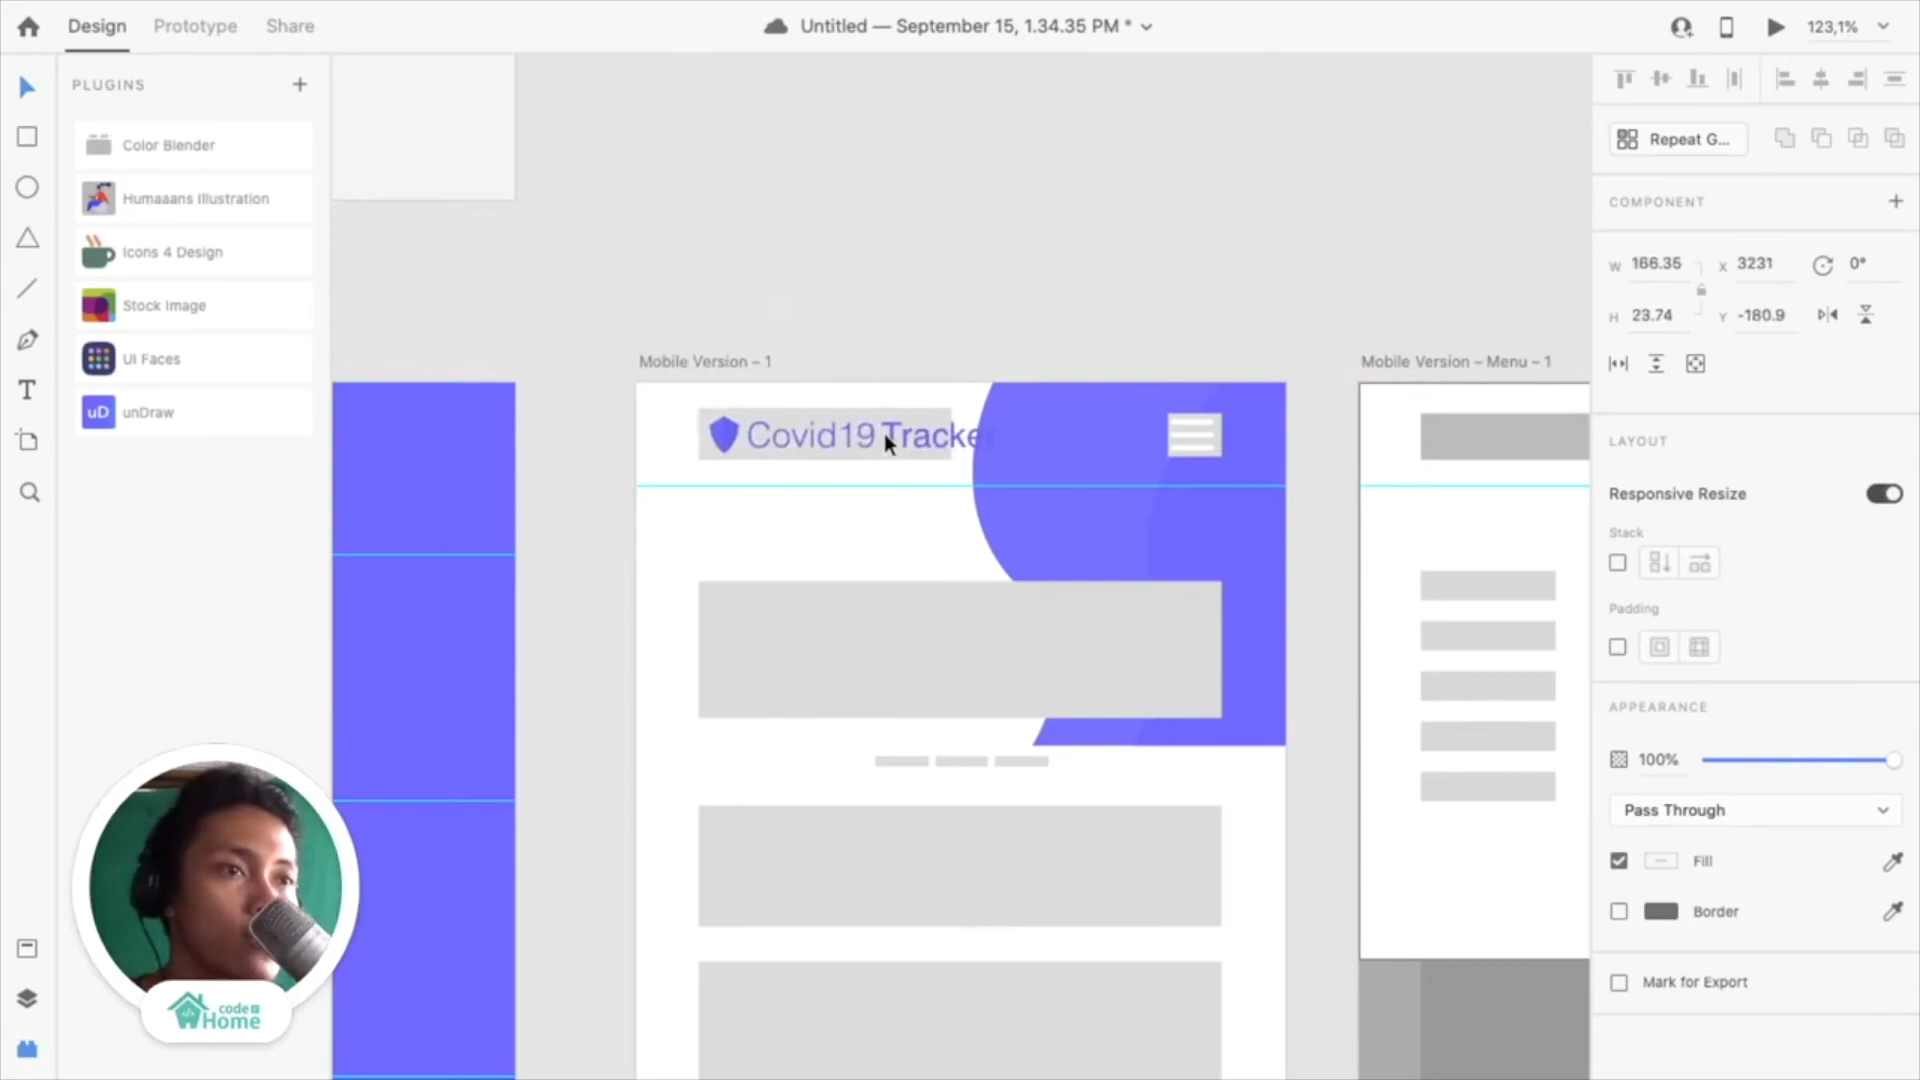 Design
Prototype
Share
Untitled — September 15, 1.34.35 PM *
123,1%
PLUGINS
Color Blender
Humaaans Illustration
Icons 4 Design
Stock Image
UI Faces
uD
unDraw
Repeat G...
COMPONENT
W 166.35
X 3231
0°
H 23.74
Y -180.9
Mobile Version – 1
Mobile Version – Menu – 1
Covid19 Tracker
LAYOUT
Responsive Resize
Stack
Padding
APPEARANCE
100%
Pass Through
Fill
Border
Mark for Export
code
Home